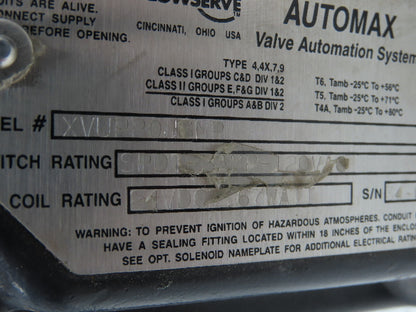 ITS ARE ALIVE.
CONNECT SUPPLY
BEFORE OPENING.
FLOWSERVE
CINCINNATI, OHIO USA
AUTOMAX
Valve Automation System
TYPE 4,4X,7,9
CLASS I GROUPS C&D DIV 1&2
CLASS II GROUPS E,F&G DIV 1&2
CLASS I GROUPS A&B DIV 2
T6, Tamb -25°C To +56°C
T5, Tamb -25°C To +71°C
T4A, Tamb -25°C To +80°C
EL #
ITCH RATING
COIL RATING
S/N
WARNING: TO PREVENT IGNITION OF HAZARDOUS ATMOSPHERES. CONDUIT
HAVE A SEALING FITTING LOCATED WITHIN 18 INCHES OF THE ENCLOS
SEE OPT. SOLENOID NAMEPLATE FOR ADDITIONAL ELECTRICAL RATIN